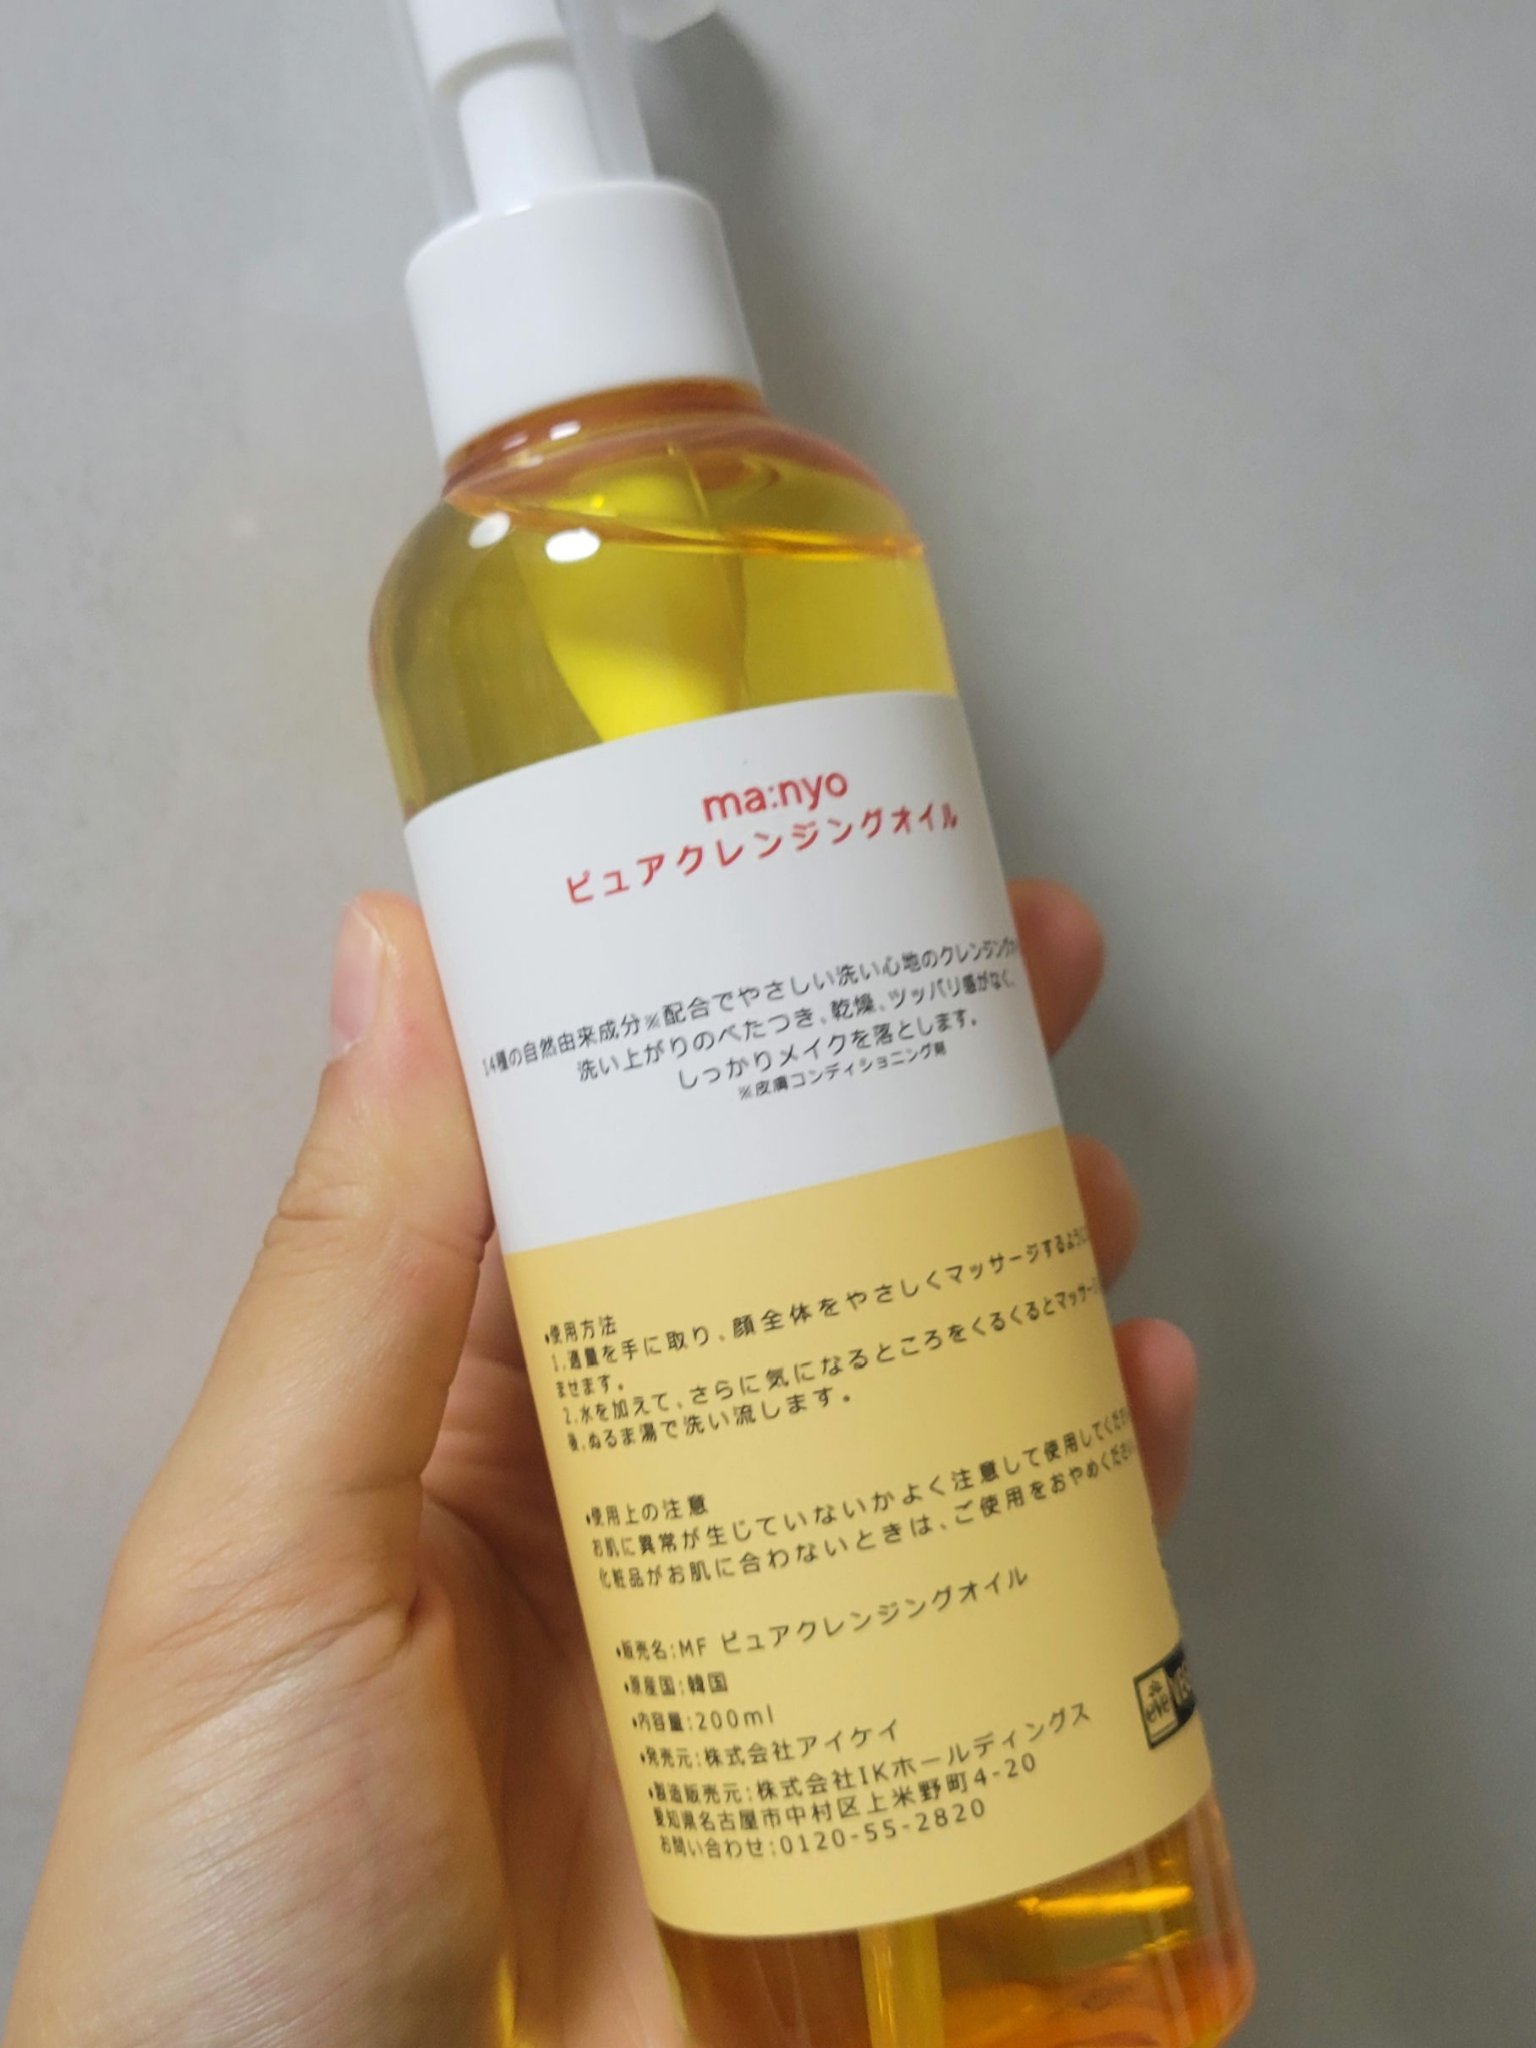 ma:nyo
ピュアクレンジングオイル
14種の自然由来成分※配合でやさしい洗い心地のクレンジング
洗い上がりのべたつき、乾燥、ツッパリ感がなく、
しっかりメイクを落とします。
※皮膚コンディショニング剤
•使用方法
1.適量を手に取り、顔全体をやさしくマッサージするように
ませます。
2.水を加えて、さらに気になるところをくるくるとマッサージ
後、ぬるま湯で洗い流します。
•使用上の注意
お肌に異常が生じていないかよく注意して使用してください
化粧品がお肌に合わないときは、ご使用をおやめください
•販売名:MF ピュアクレンジングオイル
•原産国:韓国
•内容量:200ml
•発売元:株式会社アイケイ
•製造販売元:株式会社IKホールディングス
愛知県名古屋市中村区上米野町4-20
お問い合わせ:0120-55-2820
eve